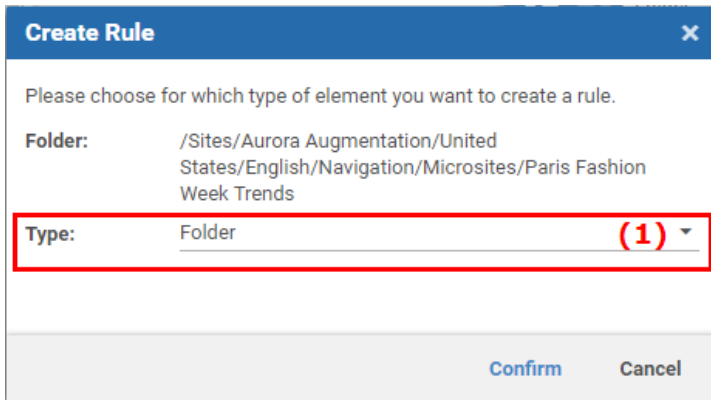 Create Rule
Please choose for which type of element you want to create a rule.
Folder: /Sites/Aurora Augmentation/United
States/English/Navigation/Microsites/Paris Fashion
Week Trends
Type: Folder (1)
Confirm Cancel